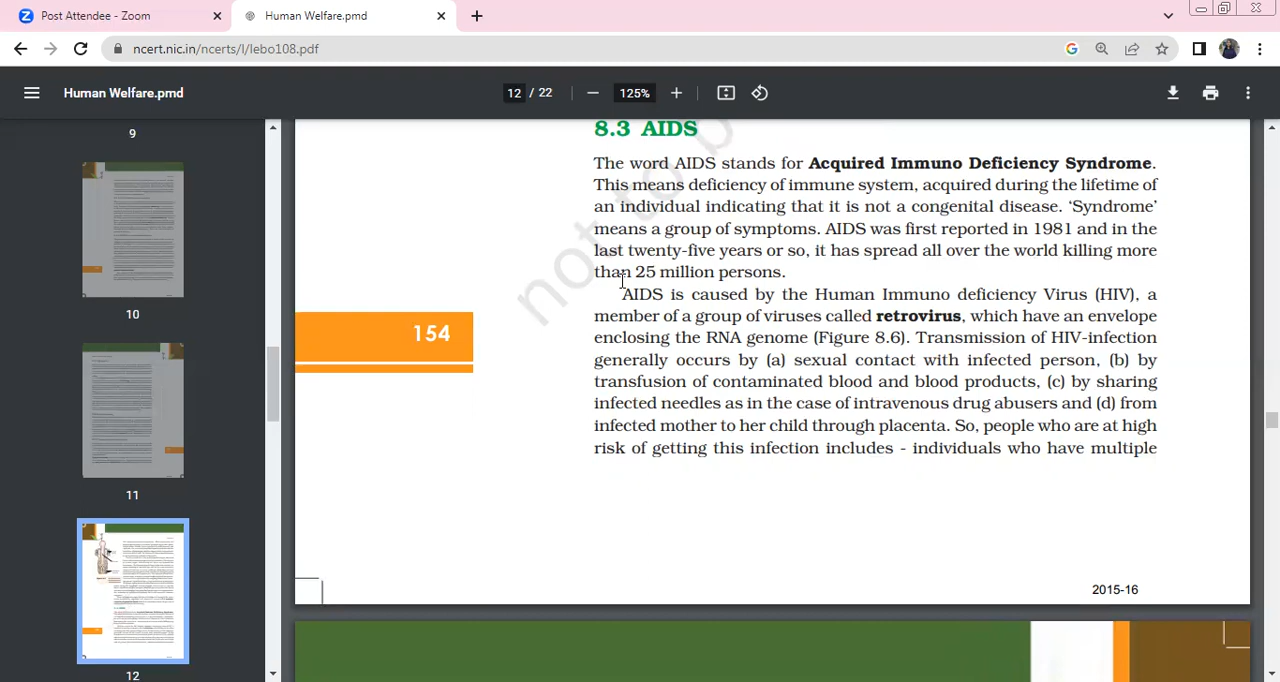 Post Attendee - Zoom
Human Welfare.pmd
ncert.nic.in/ncerts/l/lebo108.pdf
Human Welfare.pmd
12 / 22
125%
9
10
11
12
8.3 AIDS
The word AIDS stands for Acquired Immuno Deficiency Syndrome.
This means deficiency of immune system, acquired during the lifetime of
an individual indicating that it is not a congenital disease. ‘Syndrome’
means a group of symptoms. AIDS was first reported in 1981 and in the
last twenty-five years or so, it has spread all over the world killing more
than 25 million persons.
AIDS is caused by the Human Immuno deficiency Virus (HIV), a
member of a group of viruses called retrovirus, which have an envelope
enclosing the RNA genome (Figure 8.6). Transmission of HIV-infection
generally occurs by (a) sexual contact with infected person, (b) by
transfusion of contaminated blood and blood products, (c) by sharing
infected needles as in the case of intravenous drug abusers and (d) from
infected mother to her child through placenta. So, people who are at high
risk of getting this infection includes - individuals who have multiple
154
not to b
2015-16